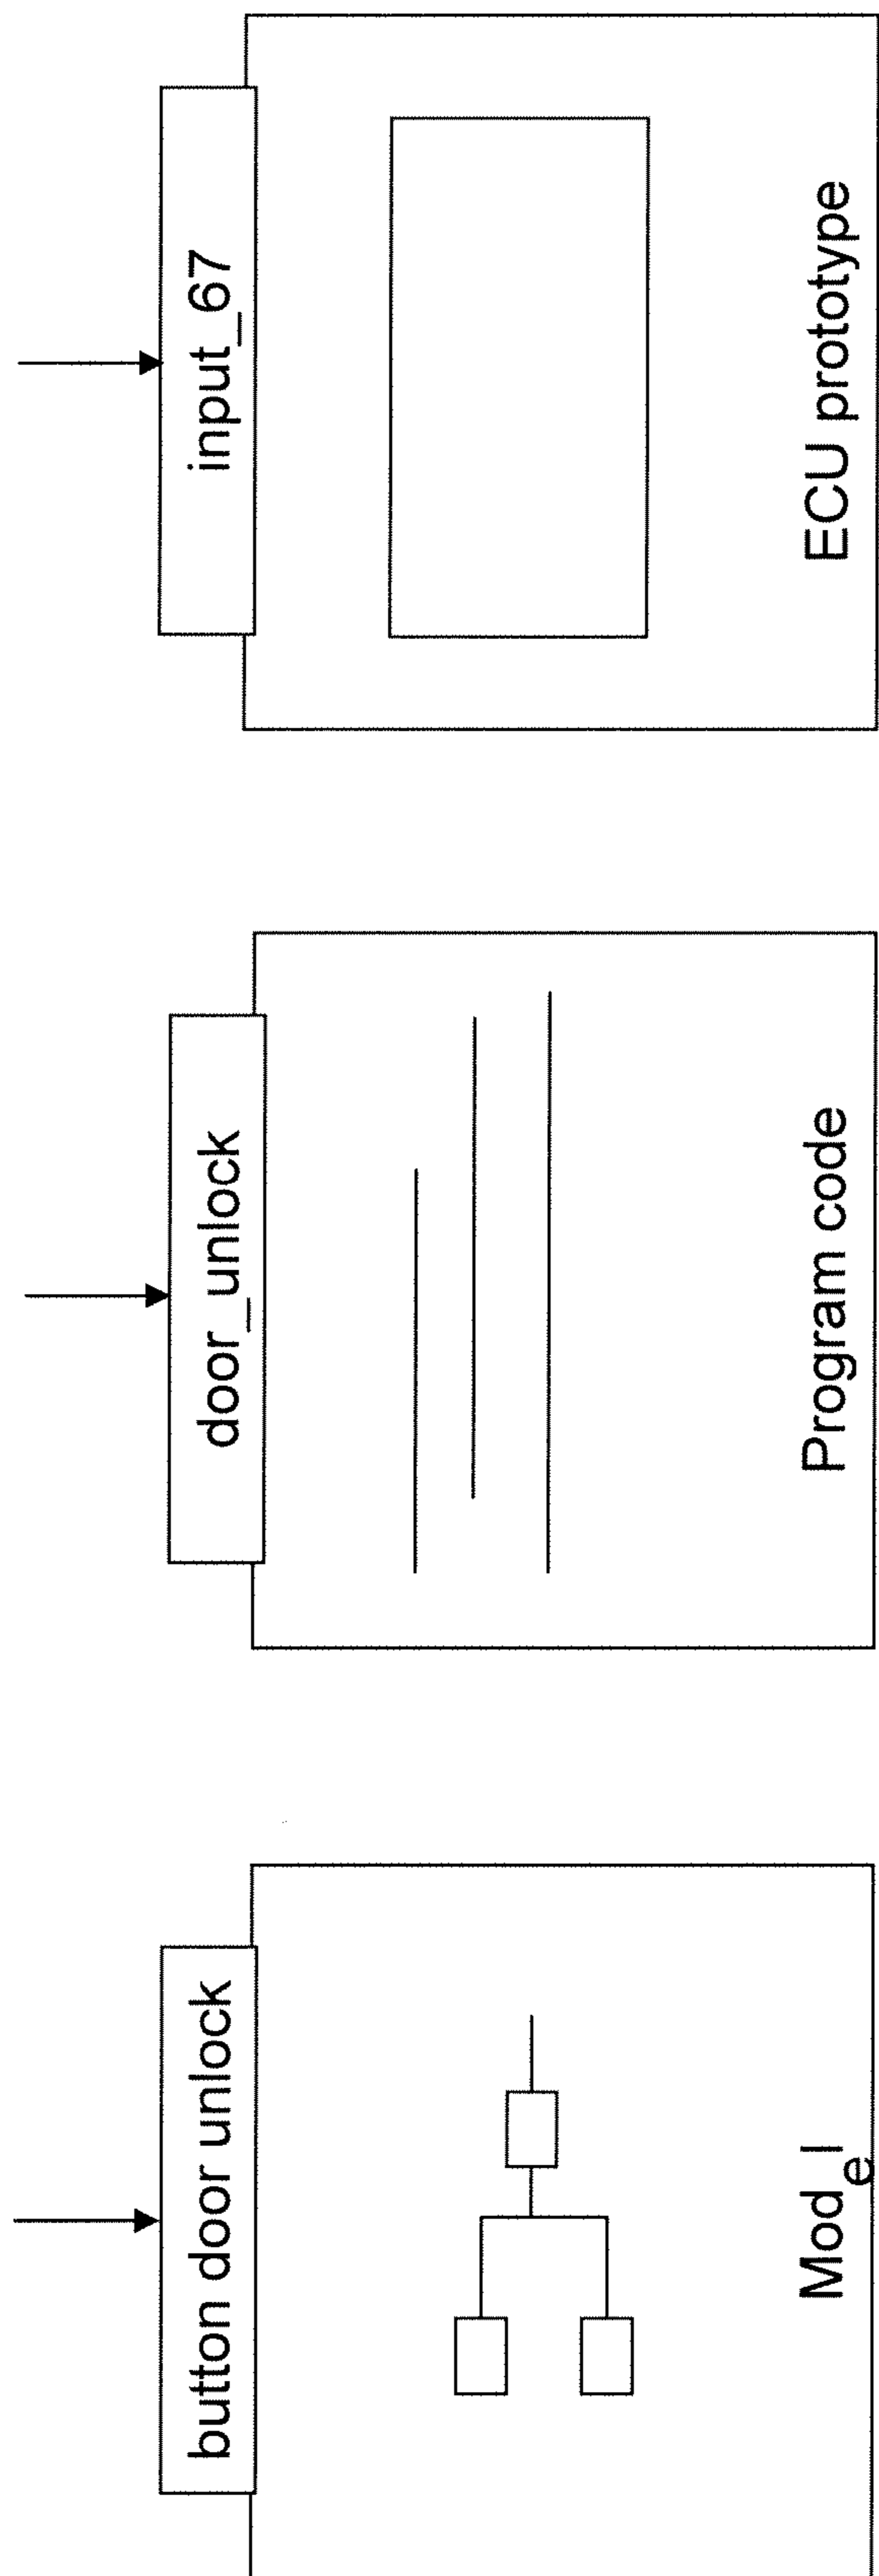 button door unlock
Model
door_unlock
Program code
input_67
ECU prototype